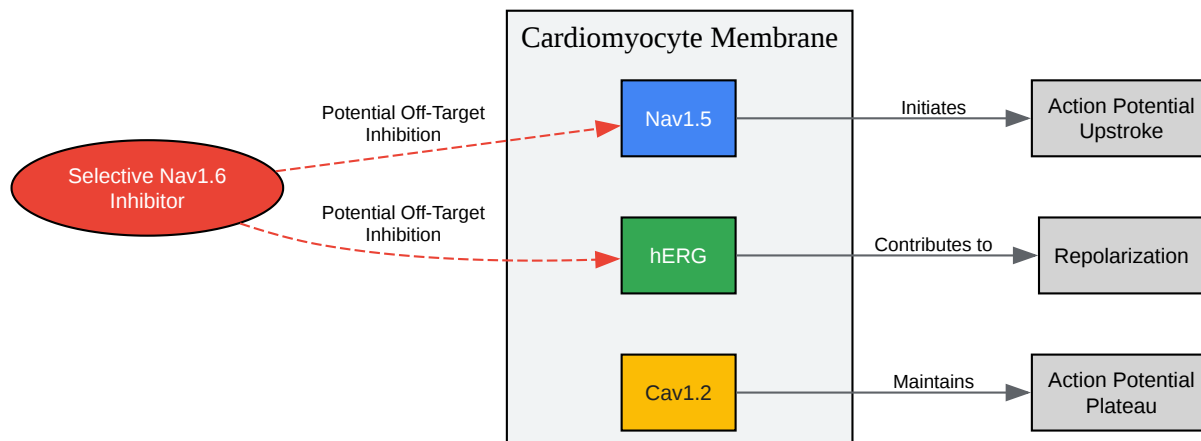 Cardiomyocyte Membrane
Selective Nav1.6
Inhibitor
Potential Off-Target
Inhibition
Nav1.5
Initiates
Action Potential
Upstroke
Potential Off-Target
Inhibition
hERG
Contributes to
Repolarization
Cav1.2
Maintains
Action Potential
Plateau